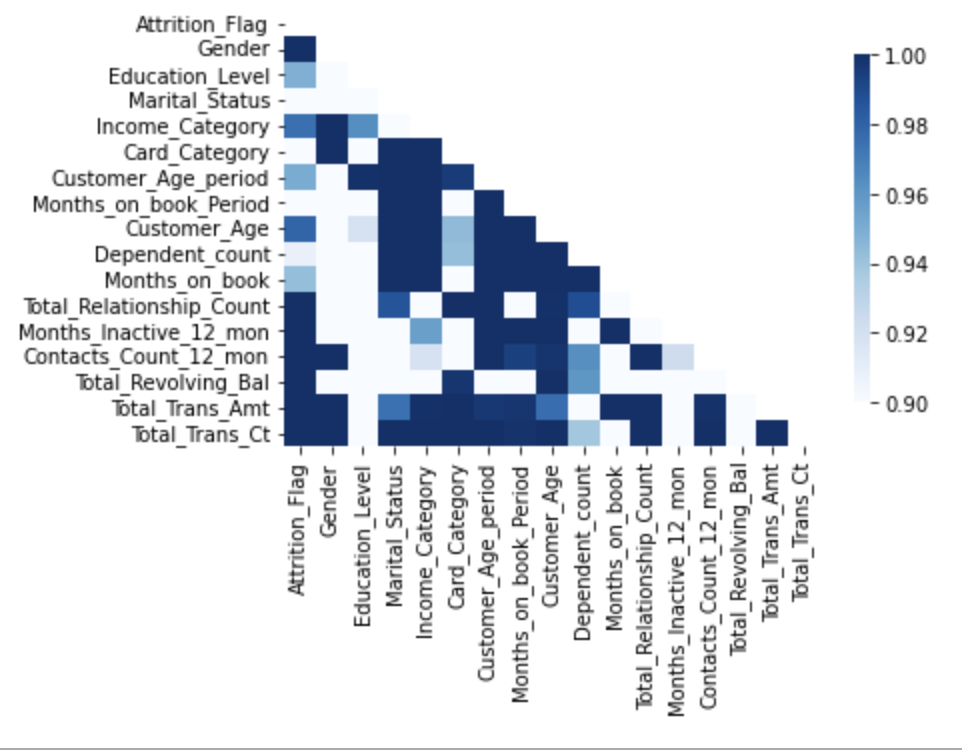 Attrition_Flag
Gender
Education_Level
Marital_Status
Income_Category
Card_Category
Customer_Age_period
Months_on_book_Period
Customer_Age
Dependent_count
Months_on_book
Total_Relationship_Count
Months_Inactive_12_mon
Contacts_Count_12_mon
Total_Revolving_Bal
Total_Trans_Amt
Total_Trans_Ct
1.00
0.98
0.96
0.94
0.92
0.90
Attrition_Flag
Gender
Education_Level
Marital_Status
Income_Category
Card_Category
Customer_Age_period
Months_on_book_Period
Customer_Age
Dependent_count
Months_on_book
Total_Relationship_Count
Months_Inactive_12_mon
Contacts_Count_12_mon
Total_Revolving_Bal
Total_Trans_Amt
Total_Trans_Ct